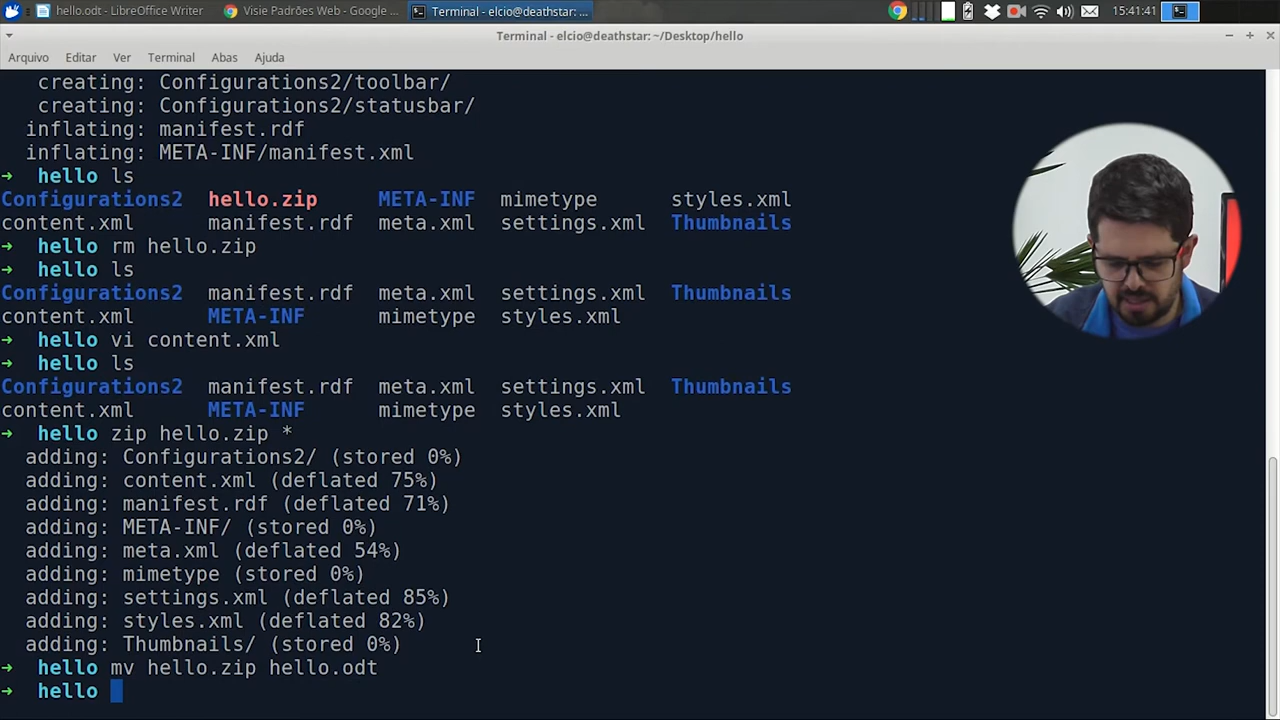 hello.odt - LibreOffice Writer
Visie Padrões Web - Google ...
Terminal - elcio@deathstar: ...
15:41:41
Terminal - elcio@deathstar: ~/Desktop/hello
Arquivo Editar Ver Terminal Abas Ajuda
creating: Configurations2/toolbar/
creating: Configurations2/statusbar/
inflating: manifest.rdf
inflating: META-INF/manifest.xml
➜ hello ls
Configurations2 hello.zip META-INF mimetype styles.xml
content.xml manifest.rdf meta.xml settings.xml Thumbnails
➜ hello rm hello.zip
➜ hello ls
Configurations2 manifest.rdf meta.xml settings.xml Thumbnails
content.xml META-INF mimetype styles.xml
➜ hello vi content.xml
➜ hello ls
Configurations2 manifest.rdf meta.xml settings.xml Thumbnails
content.xml META-INF mimetype styles.xml
➜ hello zip hello.zip *
adding: Configurations2/ (stored 0%)
adding: content.xml (deflated 75%)
adding: manifest.rdf (deflated 71%)
adding: META-INF/ (stored 0%)
adding: meta.xml (deflated 54%)
adding: mimetype (stored 0%)
adding: settings.xml (deflated 85%)
adding: styles.xml (deflated 82%)
adding: Thumbnails/ (stored 0%)
➜ hello mv hello.zip hello.odt
➜ hello